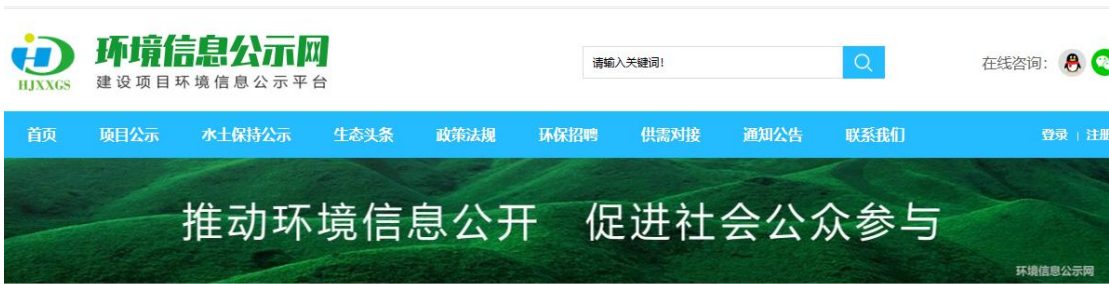 环境信息公示网
HJXXGS
建设项目环境信息公示平台
请输入关键词!
在线咨询:
首页 项目公示 水土保持公示 生态头条 政策法规 环保招聘 供需对接 通知公告 联系我们 登录 | 注册
推动环境信息公开 促进社会公众参与
环境信息公示网